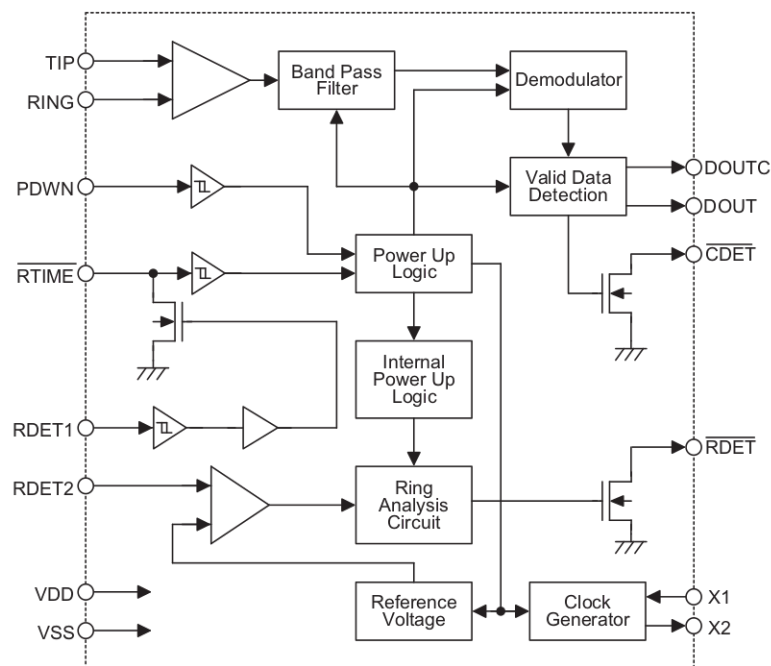 TIP
Band Pass
Filter
Demodulator
RING
PDWN
Valid Data
Detection
DOUTC
DOUT
RTIME
Power Up
Logic
CDET
Internal
Power Up
Logic
RDET1
RDET
RDET2
Ring
Analysis
Circuit
VDD
Reference
Voltage
Clock
Generator
X1
VSS
X2